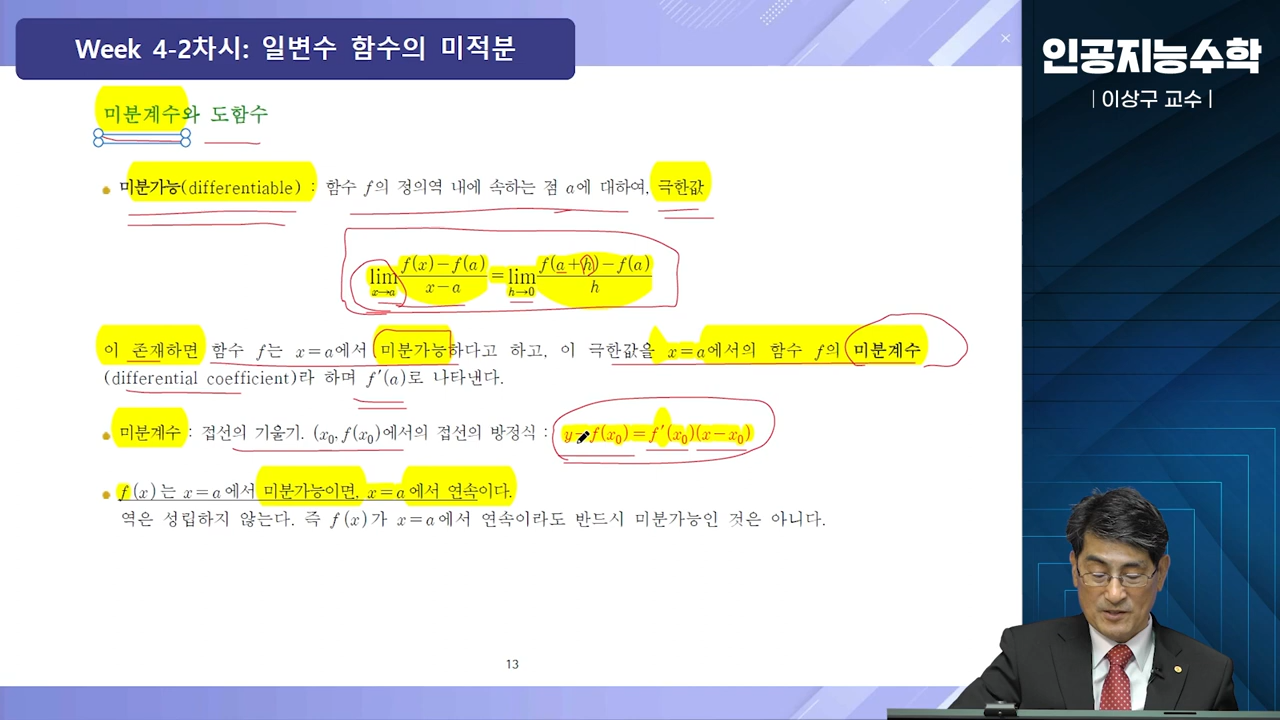 Week 4-2차시: 일변수 함수의 미적분
인공지능수학
| 이상구 교수 |
미분계수와 도함수
미분가능(differentiable) : 함수 f의 정의역 내에 속하는 점 a에 대하여, 극한값
lim_{x→a} (f(x)−f(a))/(x−a) = lim_{h→0} (f(a+h)−f(a))/h
이 존재하면 함수 f는 x=a에서 미분가능하다고 하고, 이 극한값을 x=a에서의 함수 f의 미분계수
(differential coefficient)라 하며 f′(a)로 나타낸다.
미분계수 : 접선의 기울기. (x₀, f(x₀)에서의 접선의 방정식 : y−f(x₀)=f′(x₀)(x−x₀)
f(x)는 x=a에서 미분가능이면, x=a에서 연속이다.
역은 성립하지 않는다. 즉 f(x)가 x=a에서 연속이라도 반드시 미분가능인 것은 아니다.
13